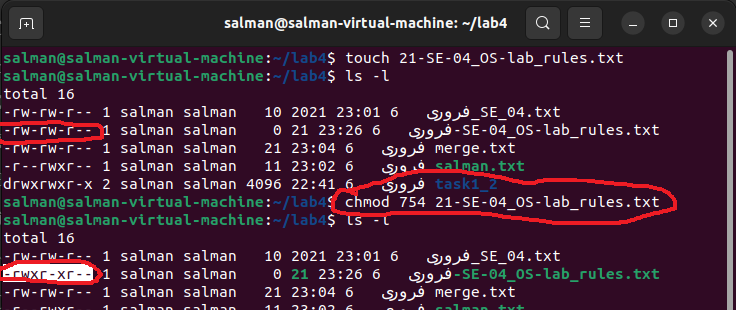 salman@salman-virtual-machine: ~/lab4
salman@salman-virtual-machine:~/lab4$ touch 21-SE-04_OS-lab_rules.txt
salman@salman-virtual-machine:~/lab4$ ls -l
total 16
-rw-rw-r-- 1 salman salman 10 2021 23:01 6 فروری_SE_04.txt
-rw-rw-r-- 1 salman salman 0 21 23:26 6 فروری-SE-04_OS-lab_rules.txt
-rw-rw-r-- 1 salman salman 21 23:04 6 فروری merge.txt
-r--rwxr-- 1 salman salman 11 23:02 6 فروری salman.txt
drwxrwxr-x 2 salman salman 4096 22:41 6 فروری task1_2
salman@salman-virtual-machine:~/lab4$ chmod 754 21-SE-04_OS-lab_rules.txt
salman@salman-virtual-machine:~/lab4$ ls -l
total 16
-rw-rw-r-- 1 salman salman 10 2021 23:01 6 فروری_SE_04.txt
-rwxr-xr-- 1 salman salman 0 21 23:26 6 فروری-SE-04_OS-lab_rules.txt
-rw-rw-r-- 1 salman salman 21 23:04 6 فروری merge.txt
-r--rwxr-- 1 salman salman 11 23:02 6 فروری salman.txt